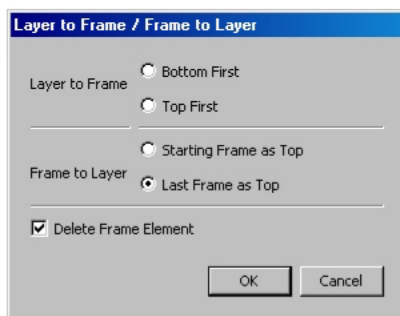 Layer to Frame / Frame to Layer
Bottom First
Layer to Frame
Top First
Starting Frame as Top
Frame to Layer
Last Frame as Top
Delete Frame Element
OK Cancel